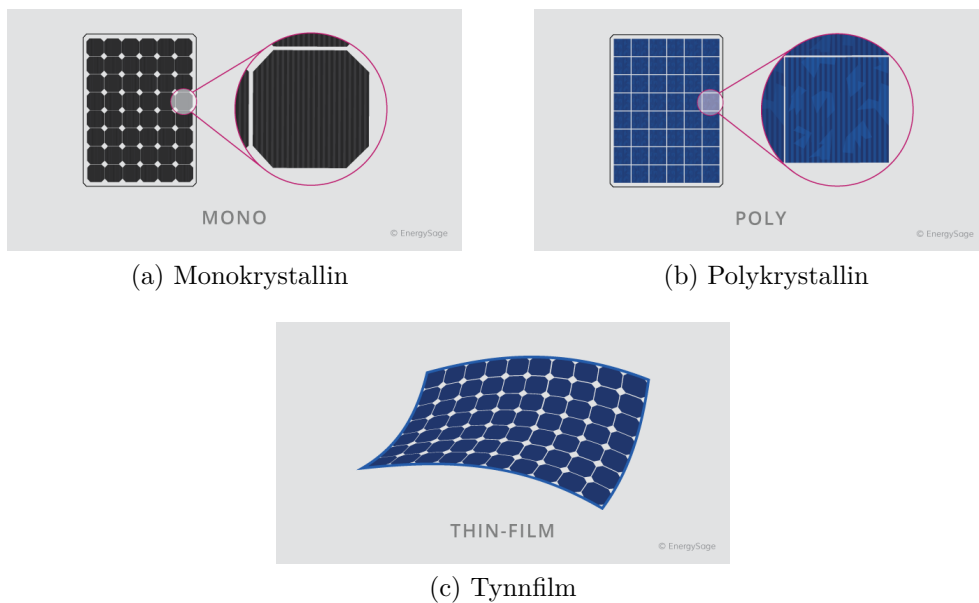 MONO
© EnergySage
POLY
© EnergySage
(a) Monokrystallin
(b) Polykrystallin
THIN-FILM
© EnergySage
(c) Tynnfilm